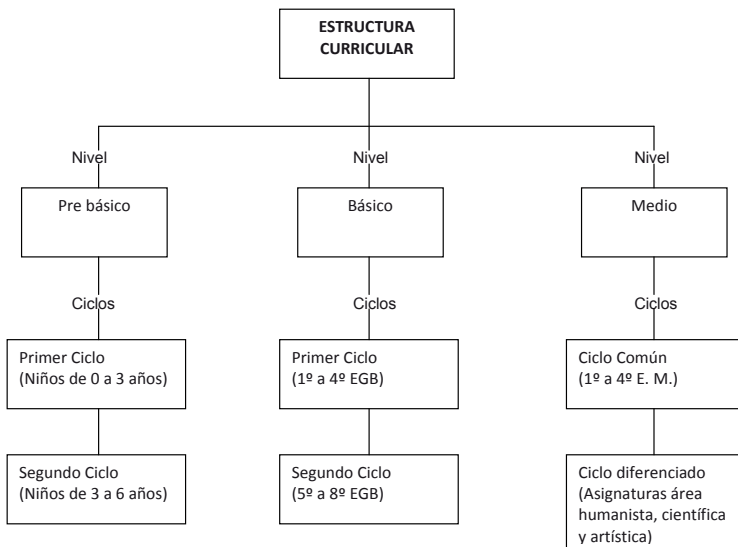 ESTRUCTURA
CURRICULAR
Nivel
Nivel
Nivel
Pre básico
Básico
Medio
Ciclos
Ciclos
Ciclos
Primer Ciclo
(Niños de 0 a 3 años)
Primer Ciclo
(1º a 4º EGB)
Ciclo Común
(1º a 4º E. M.)
Segundo Ciclo
(Niños de 3 a 6 años)
Segundo Ciclo
(5º a 8º EGB)
Ciclo diferenciado
(Asignaturas área
humanista, científica
y artística)